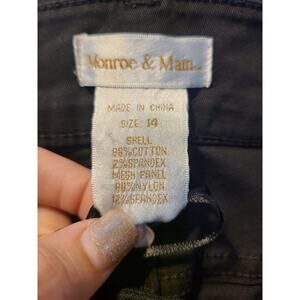 Monroe & Main
MADE IN CHINA
SIZE: 14
SHELL
98%COTTON
2%SPANDEX
MESH PANEL
88%NYLON
12%SPANDEX